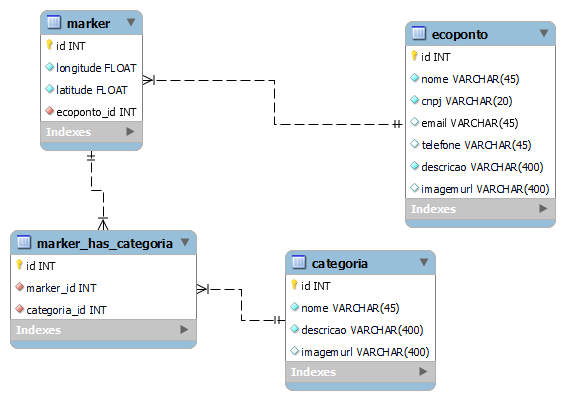 marker
id INT
longitude FLOAT
latitude FLOAT
ecoponto_id INT
Indexes
ecoponto
id INT
nome VARCHAR(45)
cnpj VARCHAR(20)
email VARCHAR(45)
telefone VARCHAR(45)
descricao VARCHAR(400)
imagemurl VARCHAR(400)
Indexes
marker_has_categoria
id INT
marker_id INT
categoria_id INT
Indexes
categoria
id INT
nome VARCHAR(45)
descricao VARCHAR(400)
imagemurl VARCHAR(400)
Indexes